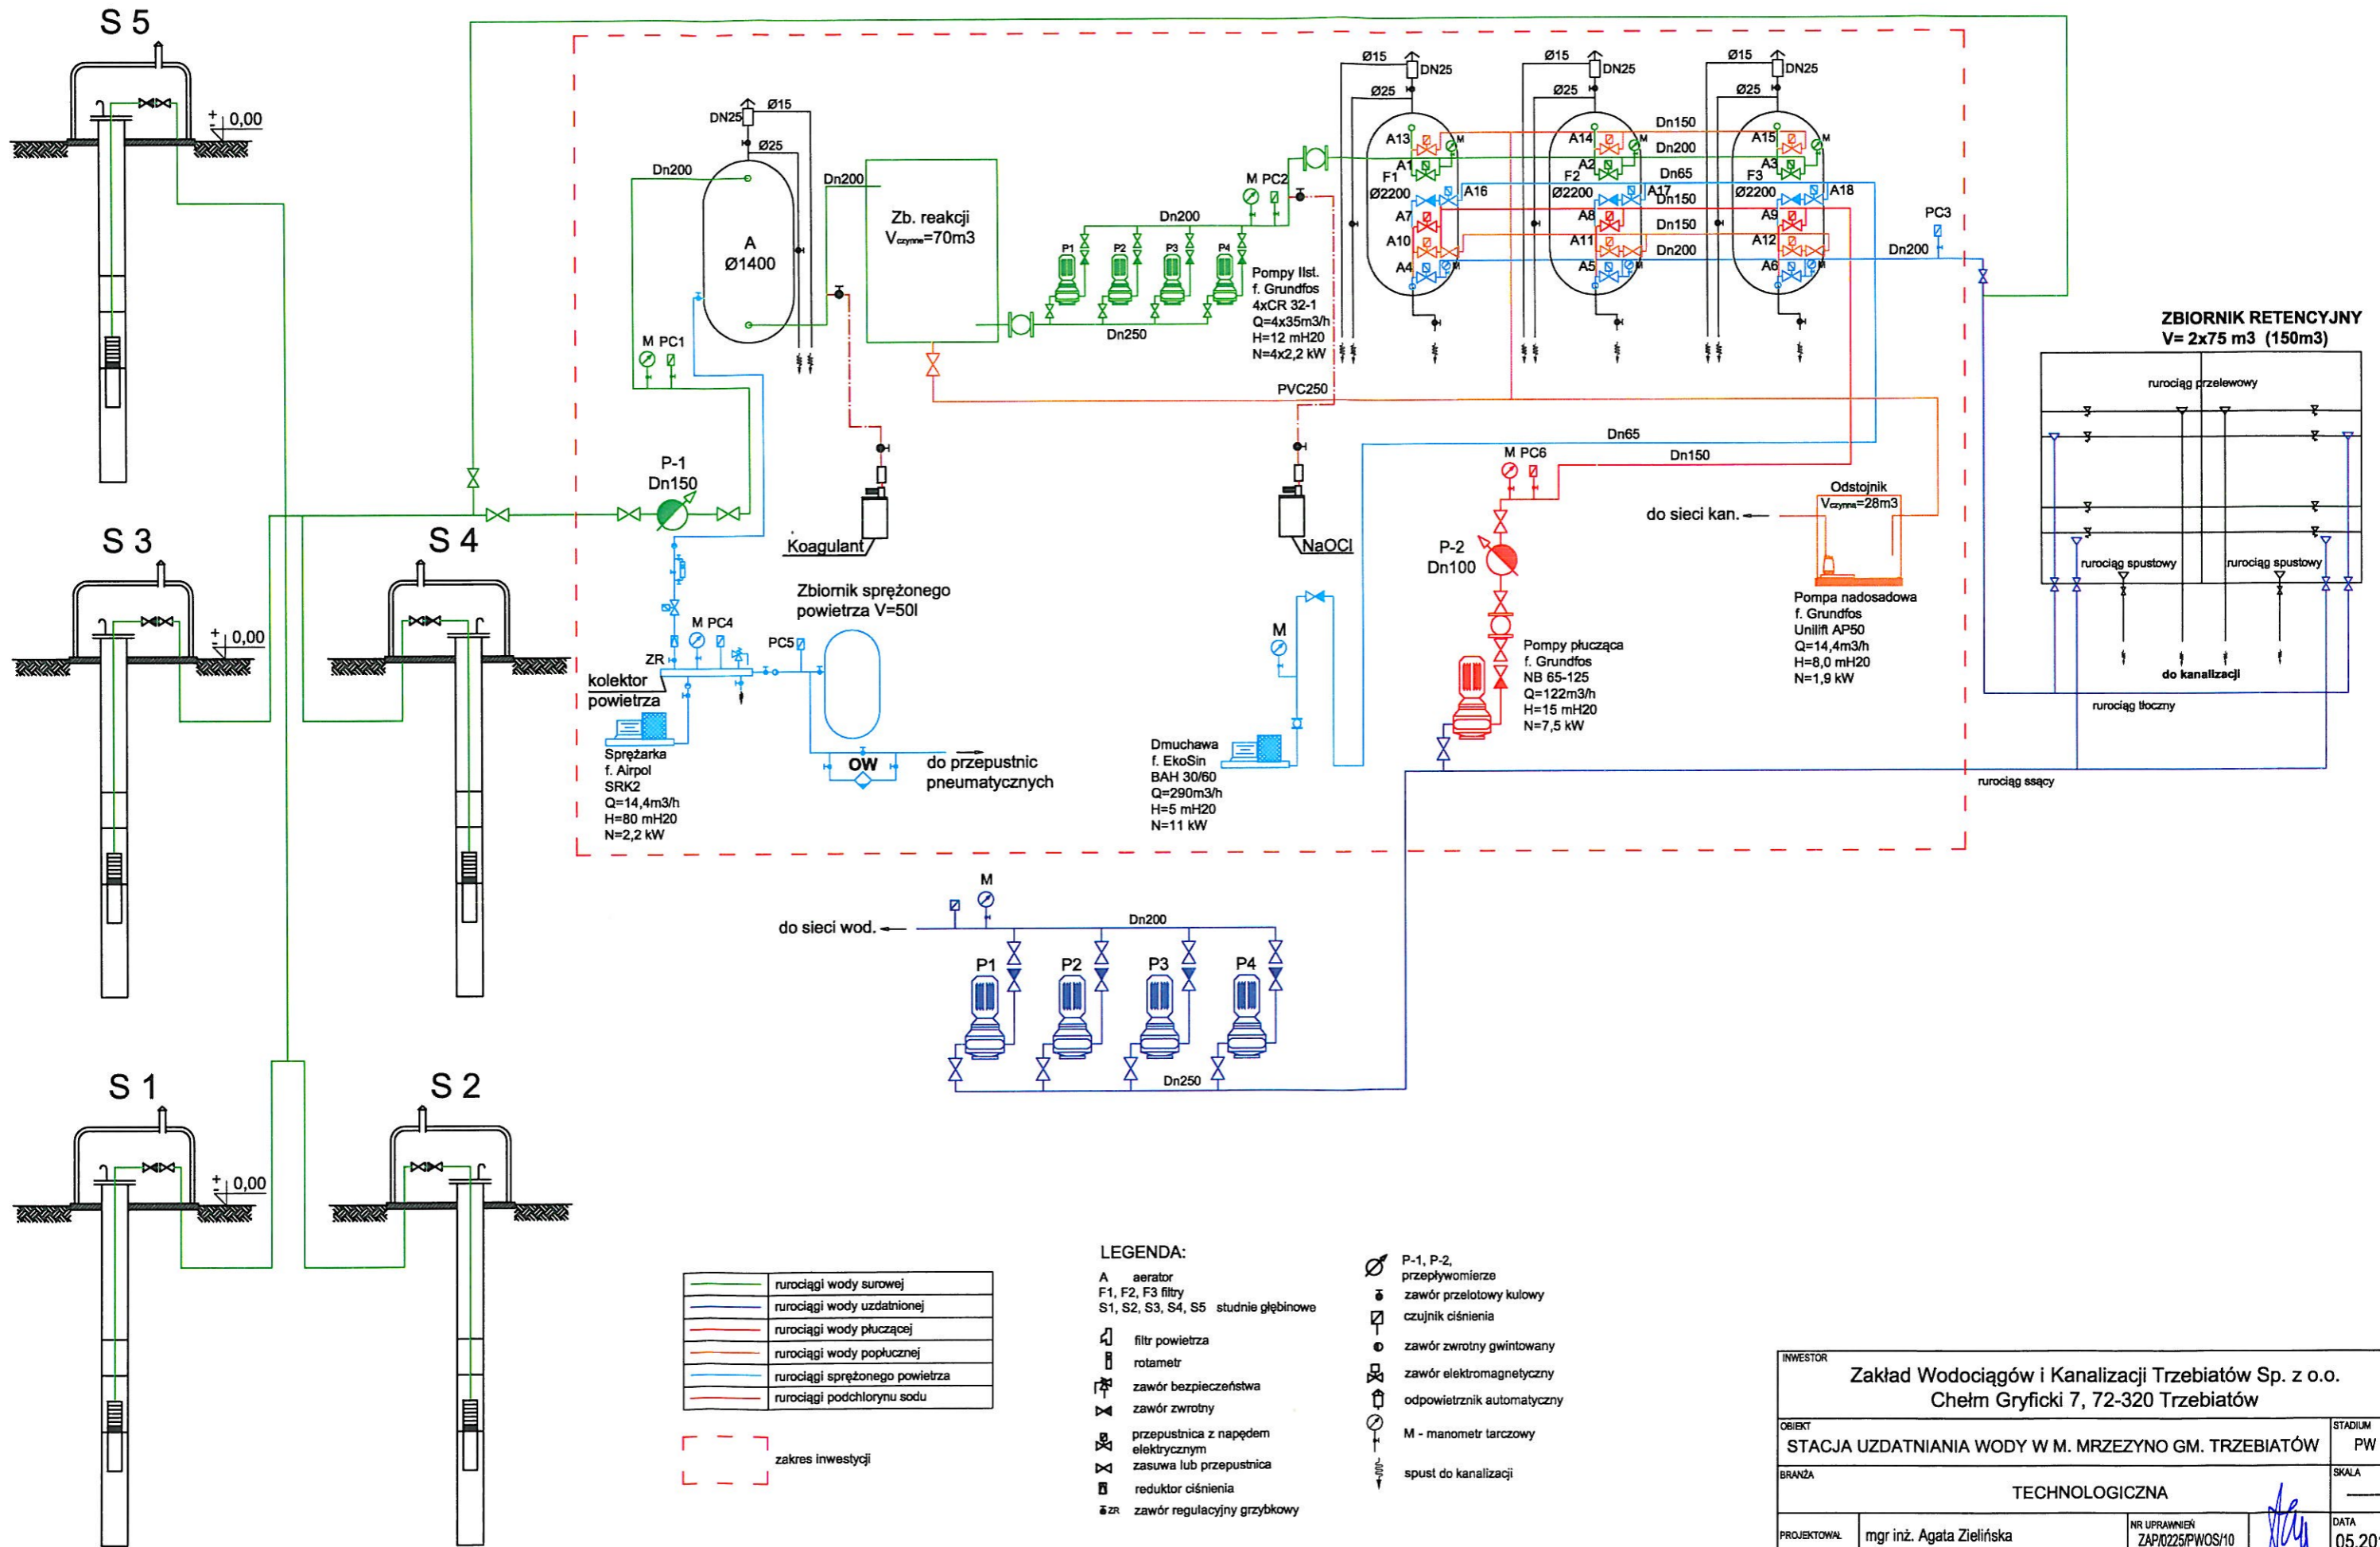 S 5
± 0,00
S 3
± 0,00
S 4
S 1
± 0,00
S 2
DN25
Ø15
Ø25
Dn200
A
Ø1400
M PC1
P-1
Dn150
Dn200
Zb. reakcji
Vczynne=70m3
Dn250
Dn200
P1
P2
P3
P4
M PC2
Pompy IIst.
f. Grundfos
4xCR 32-1
Q=4x35m3/h
H=12 mH20
N=4x2,2 kW
PVC250
Koagulant
NaOCl
Ø15
DN25
Ø25
Ø15
DN25
Ø25
Ø15
DN25
Ø25
A13
M
A1
F1
Ø2200
A16
A7
A10
A4
A14
M
A2
F2
Ø2200
A17
A8
A11
A5
M
A15
M
A3
F3
Ø2200
A18
A9
A12
A6
M
Dn150
Dn200
Dn65
Dn150
Dn150
Dn200
PC3
Dn200
Dn65
Dn150
M PC6
P-2
Dn100
Pompy płucząca
f. Grundfos
NB 65-125
Q=122m3/h
H=15 mH20
N=7,5 kW
do sieci kan.
Odstojnik
Vczynna=28m3
Pompa nadosadowa
f. Grundfos
Unilift AP50
Q=14,4m3/h
H=8,0 mH20
N=1,9 kW
ZBIORNIK RETENCYJNY
V= 2x75 m3 (150m3)
rurociąg przelewowy
rurociąg spustowy
rurociąg spustowy
do kanalizacji
rurociąg tłoczny
rurociąg ssący
Zbiornik sprężonego
powietrza V=50l
M PC4
PC5
ZR
kolektor
powietrza
Sprężarka
f. Airpol
SRK2
Q=14,4m3/h
H=80 mH20
N=2,2 kW
OW
do przepustnic
pneumatycznych
M
Dmuchawa
f. EkoSin
BAH 30/60
Q=290m3/h
H=5 mH20
N=11 kW
M
do sieci wod.
Dn200
P1
P2
P3
P4
Dn250
rurociągi wody surowej
rurociągi wody uzdatnionej
rurociągi wody płuczącej
rurociągi wody popłucznej
rurociągi sprężonego powietrza
rurociągi podchlorynu sodu
zakres inwestycji
LEGENDA:
A aerator
F1, F2, F3 filtry
S1, S2, S3, S4, S5 studnie głębinowe
filtr powietrza
rotametr
zawór bezpieczeństwa
zawór zwrotny
przepustnica z napędem
elektrycznym
zasuwa lub przepustnica
reduktor ciśnienia
ZR zawór regulacyjny grzybkowy
P-1, P-2,
przepływomierze
zawór przelotowy kulowy
czujnik ciśnienia
zawór zwrotny gwintowany
zawór elektromagnetyczny
odpowietrznik automatyczny
M - manometr tarczowy
spust do kanalizacji
INWESTOR
Zakład Wodociągów i Kanalizacji Trzebiatów Sp. z o.o.
Chełm Gryficki 7, 72-320 Trzebiatów
OBIEKT
STACJA UZDATNIANIA WODY W M. MRZEZYNO GM. TRZEBIATÓW
STADIUM
PW
BRANŻA
TECHNOLOGICZNA
SKALA
PROJEKTOWAŁ
mgr inż. Agata Zielińska
NR UPRAWNIEŃ
ZAP/0225/PWOS/10
DATA